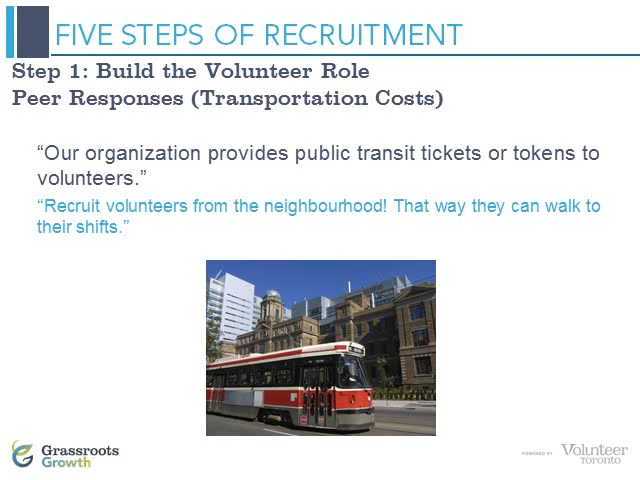 FIVE STEPS OF RECRUITMENT
Step 1: Build the Volunteer Role
Peer Responses (Transportation Costs)
“Our organization provides public transit tickets or tokens to
volunteers.”
“Recruit volunteers from the neighbourhood! That way they can walk to
their shifts.”
Grassroots
Growth
POWERED BY
Volunteer
TORONTO